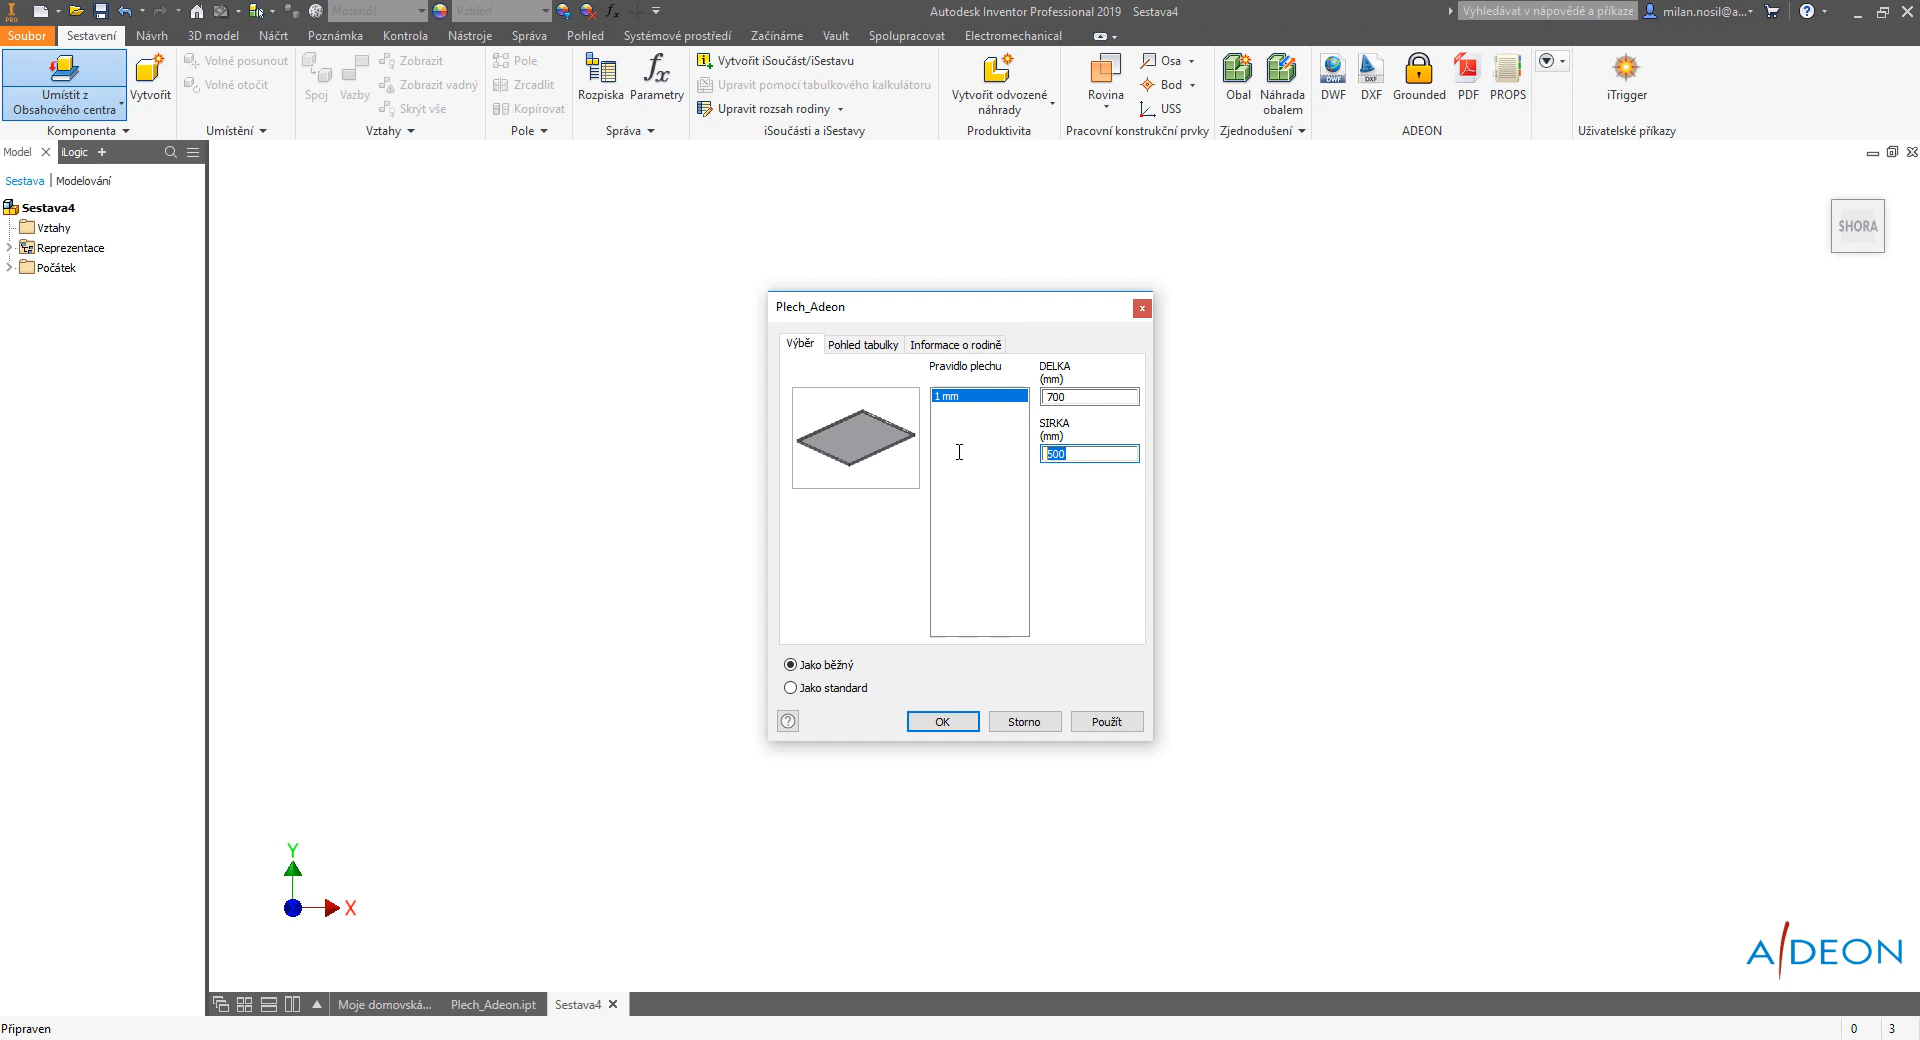 PRO
Materiál
Vzhled
Autodesk Inventor Professional 2019 Sestava4
Vyhledávat v nápovědě a příkaze
milan.nosil@a...
Soubor Sestavení Návrh 3D model Náčrt Poznámka Kontrola Nástroje Správa Pohled Systémové prostředí Začínáme Vault Spolupracovat Electromechanical
Umístit z
Obsahového centra
Vytvořit
Volné posunout
Volné otočit
Spoj
Vazby
Zobrazit
Zobrazit vadný
Skrýt vše
Pole
Zrcadlit
Kopírovat
Rozpiska
Parametry
Vytvořit iSoučást/iSestavu
Upravit pomocí tabulkového kalkulátoru
Upravit rozsah rodiny
Vytvořit odvozené
náhrady
Rovina
Osa
Bod
USS
Obal
Náhrada
obalem
DWF
DXF
Grounded
PDF
PROPS
iTrigger
Komponenta Umístění Vztahy Pole Správa iSoučásti a iSestavy Produktivita Pracovní konstrukční prvky Zjednodušení ADEON Uživatelské příkazy
Model iLogic +
Sestava | Modelování
Sestava4
Vztahy
Reprezentace
Počátek
SHORA
Plech_Adeon
Výběr Pohled tabulky Informace o rodině
Pravidlo plechu
1 mm
DELKA
(mm)
700
SIRKA
(mm)
500
Jako běžný
Jako standard
OK Storno Použít
Y
X
A/DEON
Moje domovská... Plech_Adeon.ipt Sestava4
Připraven
0 3